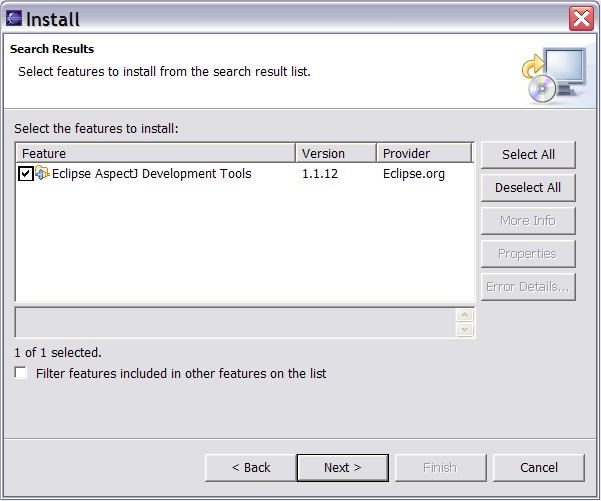 Install
Search Results
Select features to install from the search result list.
Select the features to install:
Feature Version Provider
Eclipse AspectJ Development Tools 1.1.12 Eclipse.org
Select All
Deselect All
More Info
Properties
Error Details...
1 of 1 selected.
Filter features included in other features on the list
< Back Next > Finish Cancel